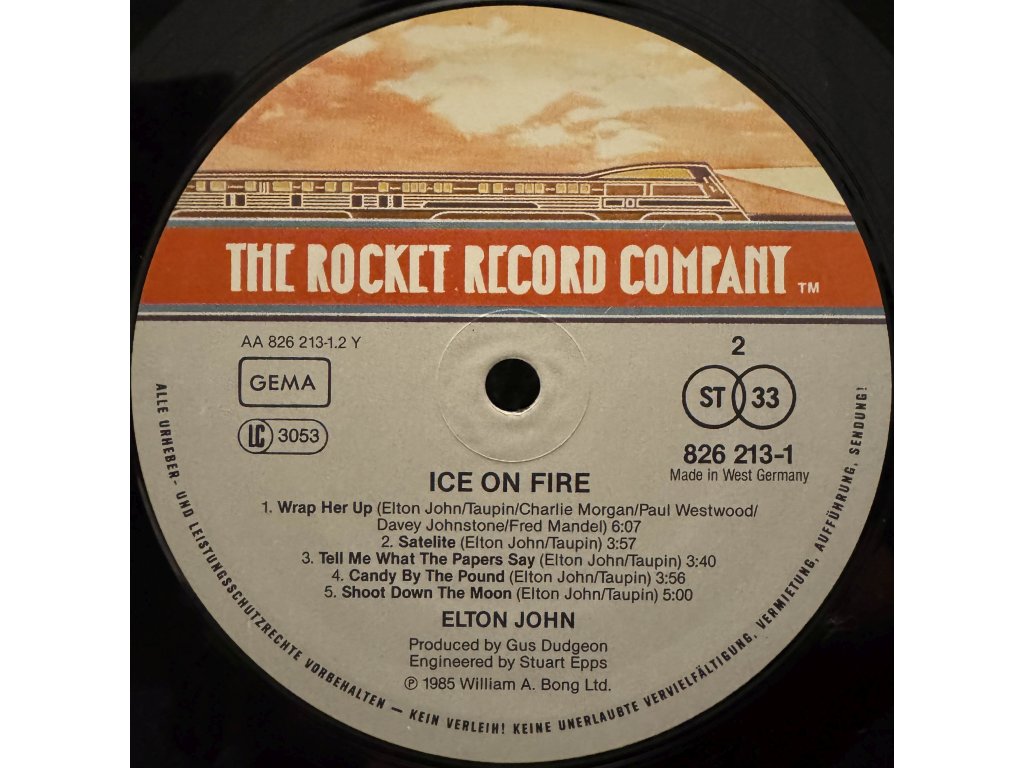 THE ROCKET RECORD COMPANY TM
AA 826 213-1.2 Y
GEMA
LC 3053
2
ST 33
826 213-1
Made in West Germany
ICE ON FIRE
1. Wrap Her Up (Elton John/Taupin/Charlie Morgan/Paul Westwood/
Davey Johnstone/Fred Mandel) 6:07
2. Satelite (Elton John/Taupin) 3:57
3. Tell Me What The Papers Say (Elton John/Taupin) 3:40
4. Candy By The Pound (Elton John/Taupin) 3:56
5. Shoot Down The Moon (Elton John/Taupin) 5:00
ELTON JOHN
Produced by Gus Dudgeon
Engineered by Stuart Epps
℗ 1985 William A. Bong Ltd.
ALLE URHEBER- UND LEISTUNGSSCHUTZRECHTE VORBEHALTEN — KEIN VERLEIH! KEINE UNERLAUBTE VERVIELFÄLTIGUNG, VERMIETUNG, AUFFÜHRUNG, SENDUNG!